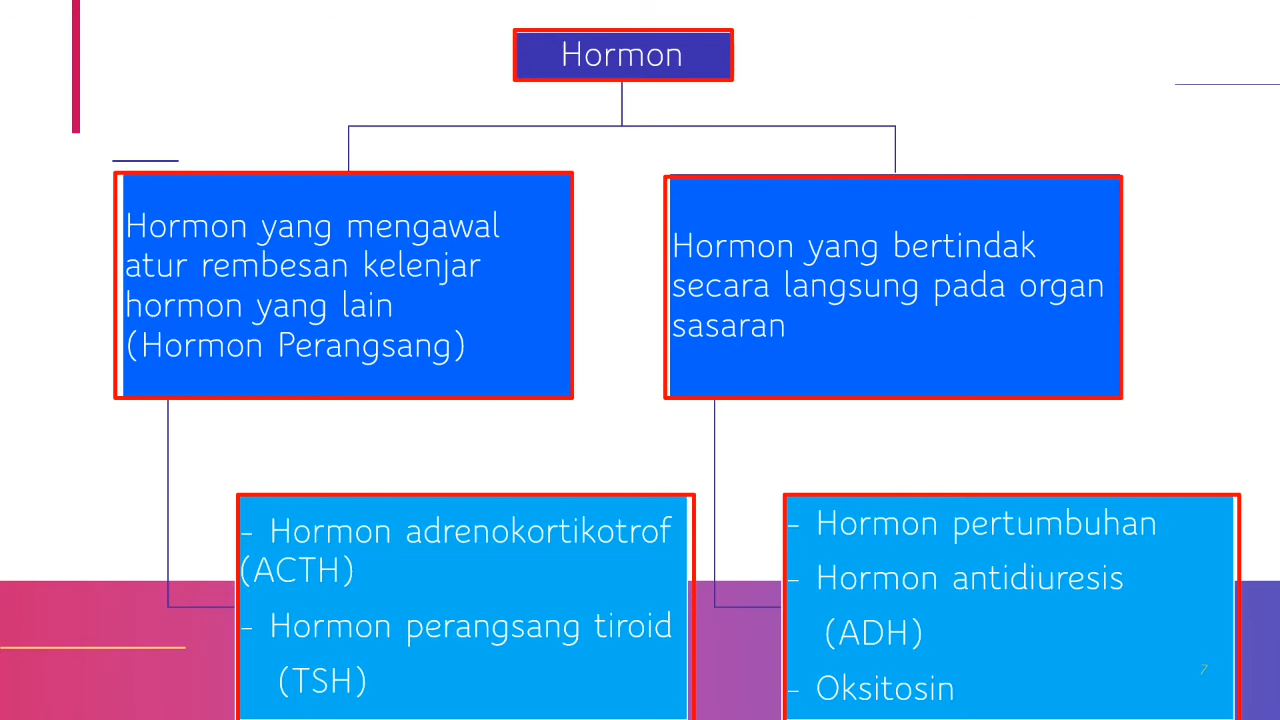 Hormon
Hormon yang mengawal
atur rembesan kelenjar
hormon yang lain
(Hormon Perangsang)
Hormon yang bertindak
secara langsung pada organ
sasaran
- Hormon adrenokortikotrof
(ACTH)
- Hormon perangsang tiroid
(TSH)
- Hormon pertumbuhan
- Hormon antidiuresis
(ADH)
- Oksitosin
7